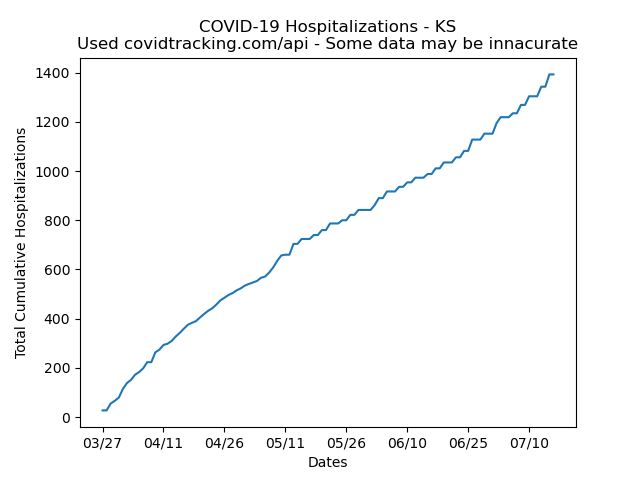 COVID-19 Hospitalizations - KS
Used covidtracking.com/api - Some data may be innacurate
Total Cumulative Hospitalizations
1400
1200
1000
800
600
400
200
0
03/27 04/11 04/26 05/11 05/26 06/10 06/25 07/10
Dates